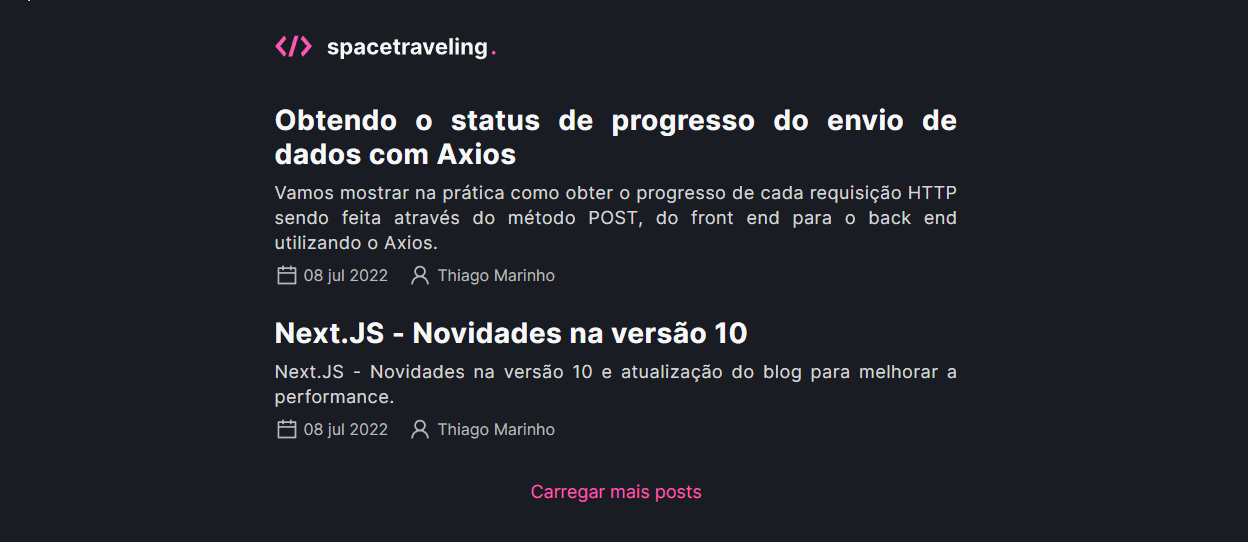 </> spacetraveling.
Obtendo o status de progresso do envio de
dados com Axios
Vamos mostrar na prática como obter o progresso de cada requisição HTTP
sendo feita através do método POST, do front end para o back end
utilizando o Axios.
08 jul 2022 Thiago Marinho
Next.JS - Novidades na versão 10
Next.JS - Novidades na versão 10 e atualização do blog para melhorar a
performance.
08 jul 2022 Thiago Marinho
Carregar mais posts